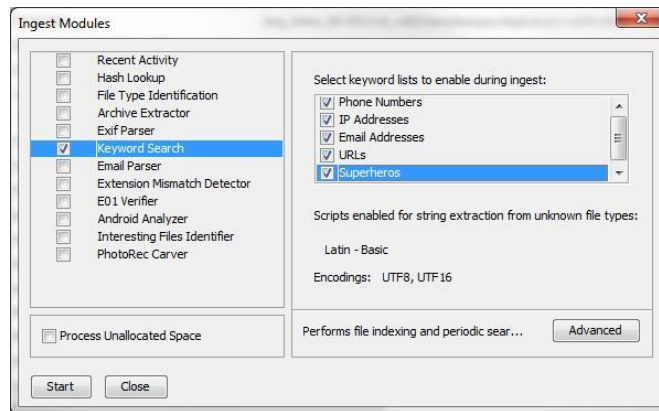 Ingest Modules
Recent Activity
Hash Lookup
File Type Identification
Archive Extractor
Exif Parser
Keyword Search
Email Parser
Extension Mismatch Detector
E01 Verifier
Android Analyzer
Interesting Files Identifier
PhotoRec Carver
Process Unallocated Space
Select keyword lists to enable during ingest:
Phone Numbers
IP Addresses
Email Addresses
URLs
Superheros
Scripts enabled for string extraction from unknown file types:
Latin - Basic
Encodings: UTF8, UTF16
Performs file indexing and periodic sear...
Advanced
Start
Close